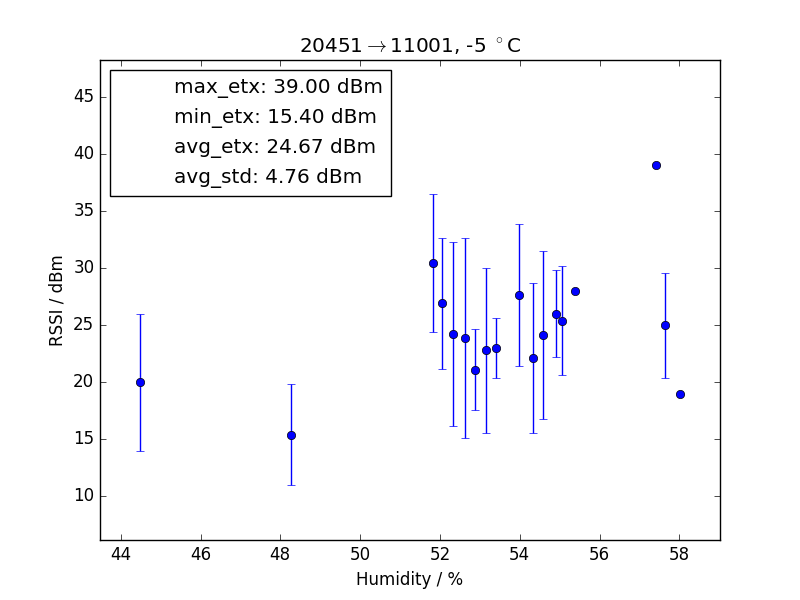 20451→11001, -5 °C
max_etx: 39.00 dBm
min_etx: 15.40 dBm
avg_etx: 24.67 dBm
avg_std: 4.76 dBm
RSSI / dBm
45
40
35
30
25
20
15
10
44 46 48 50 52 54 56 58
Humidity / %